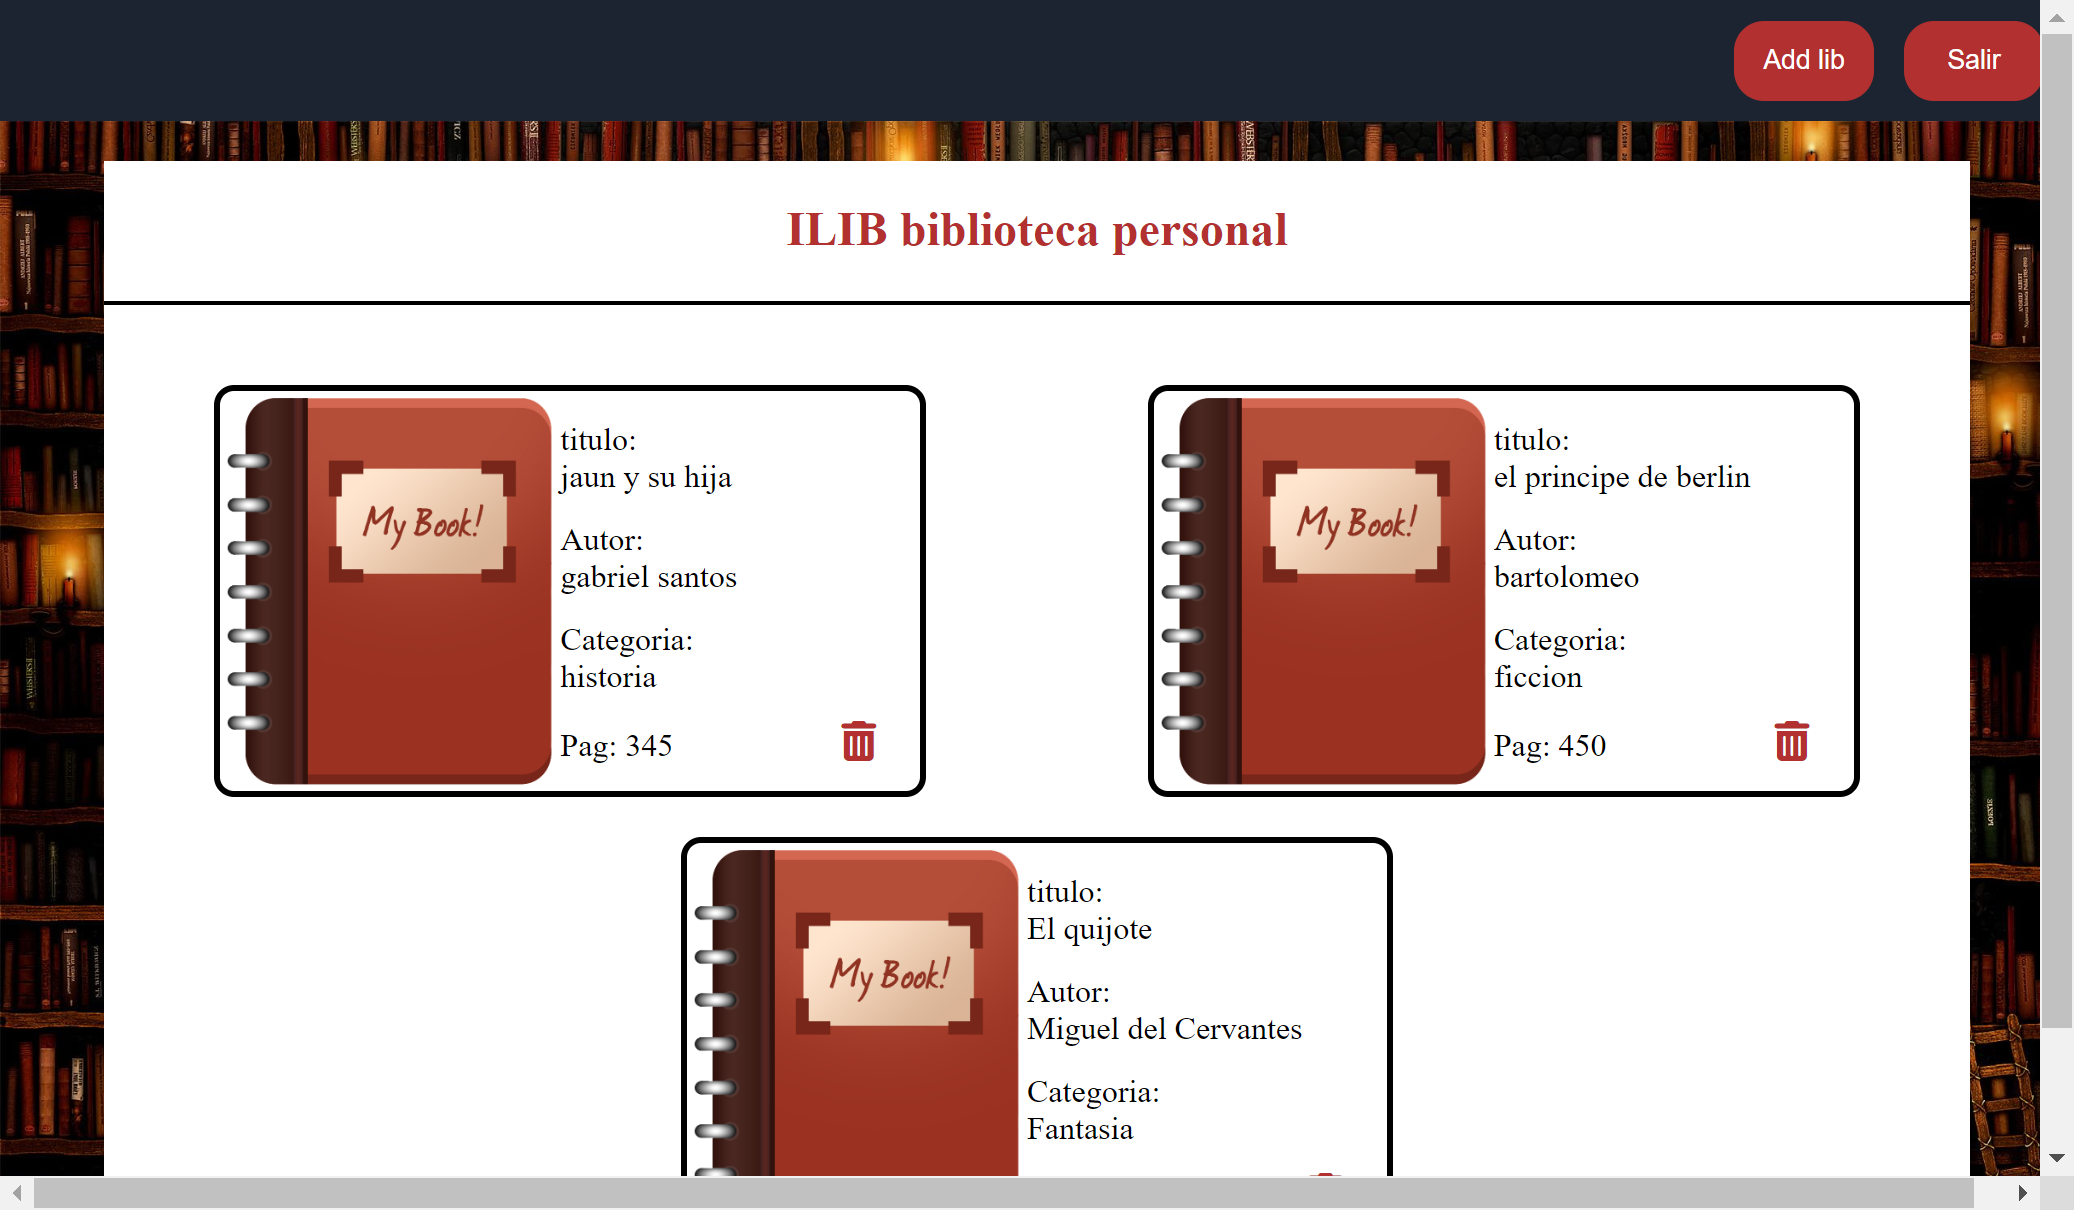 Add lib
Salir
ILIB biblioteca personal
My Book!
titulo:
jaun y su hija
Autor:
gabriel santos
Categoria:
historia
Pag: 345
My Book!
titulo:
el principe de berlin
Autor:
bartolomeo
Categoria:
ficcion
Pag: 450
My Book!
titulo:
El quijote
Autor:
Miguel del Cervantes
Categoria:
Fantasia